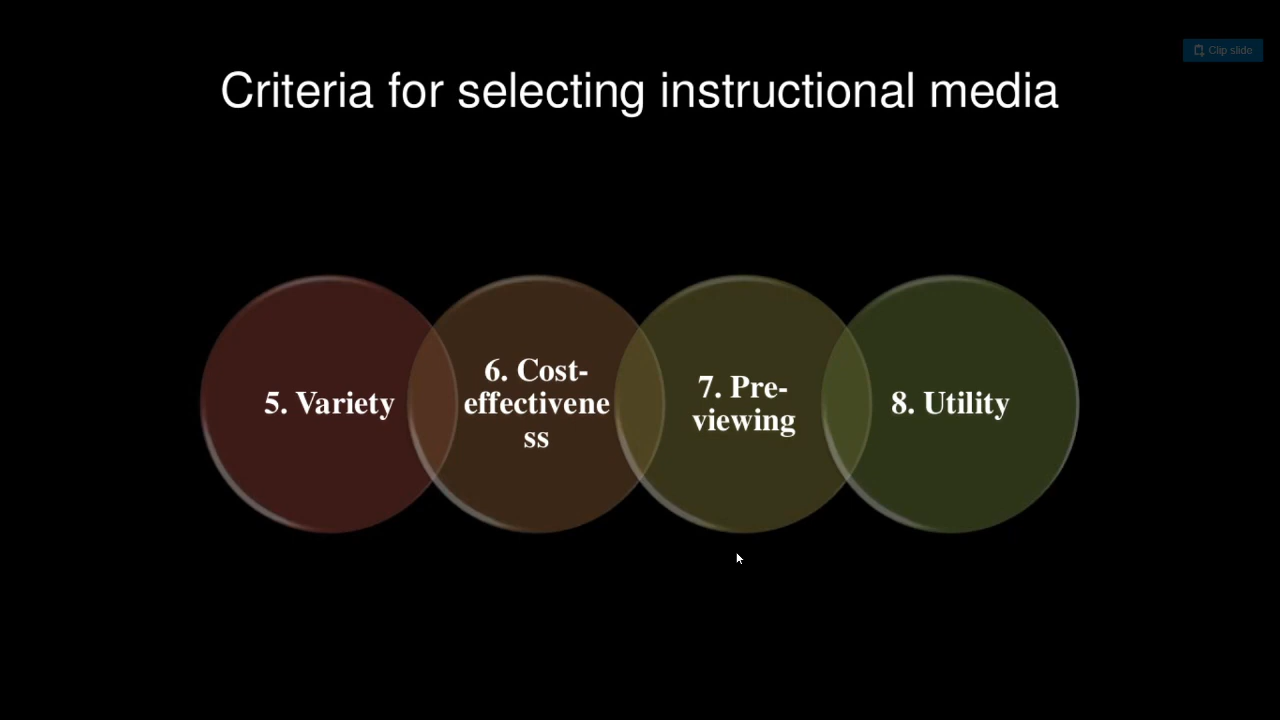 Clip slide
Criteria for selecting instructional media
5. Variety
6. Cost-
effectivene
ss
7. Pre-
viewing
8. Utility